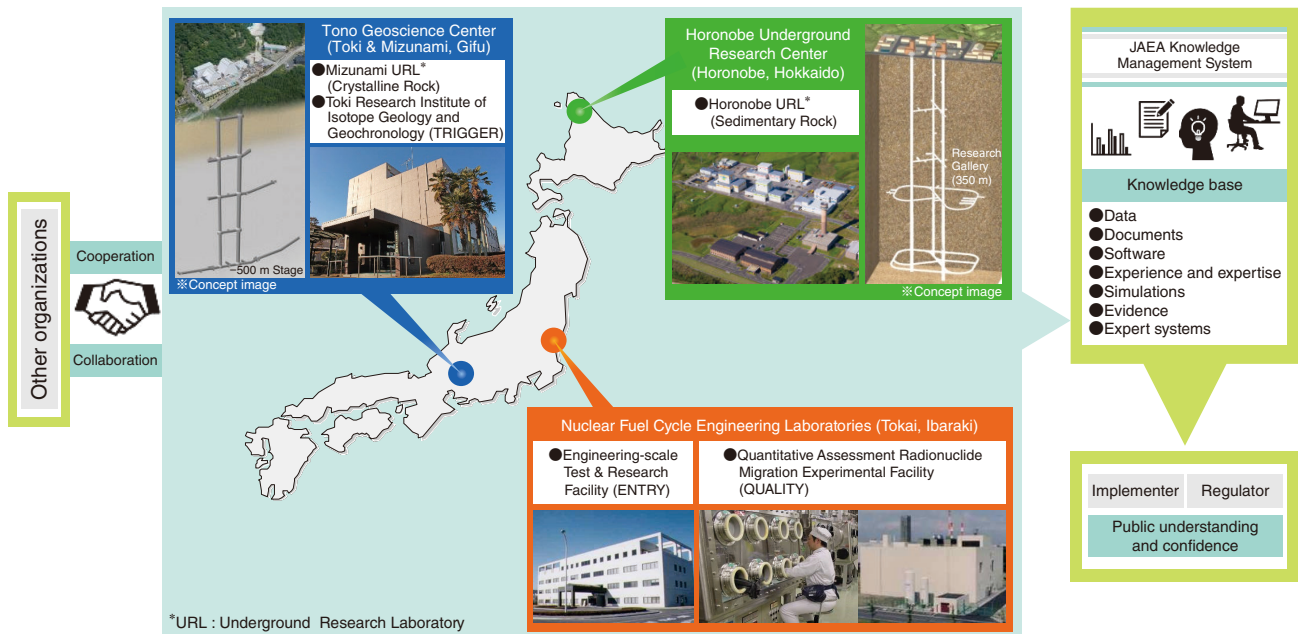 Other organizations
Cooperation
Collaboration
Tono Geoscience Center
(Toki & Mizunami, Gifu)
●Mizunami URL*
(Crystalline Rock)
●Toki Research Institute of
Isotope Geology and
Geochronology (TRIGGER)
−500 m Stage
※Concept image
Horonobe Underground
Research Center
(Horonobe, Hokkaido)
●Horonobe URL*
(Sedimentary Rock)
Research
Gallery
(350 m)
※Concept image
Nuclear Fuel Cycle Engineering Laboratories (Tokai, Ibaraki)
●Engineering-scale
Test & Research
Facility (ENTRY)
●Quantitative Assessment Radionuclide
Migration Experimental Facility
(QUALITY)
*URL : Underground Research Laboratory
JAEA Knowledge
Management System
Knowledge base
●Data
●Documents
●Software
●Experience and expertise
●Simulations
●Evidence
●Expert systems
Implementer
Regulator
Public understanding
and confidence